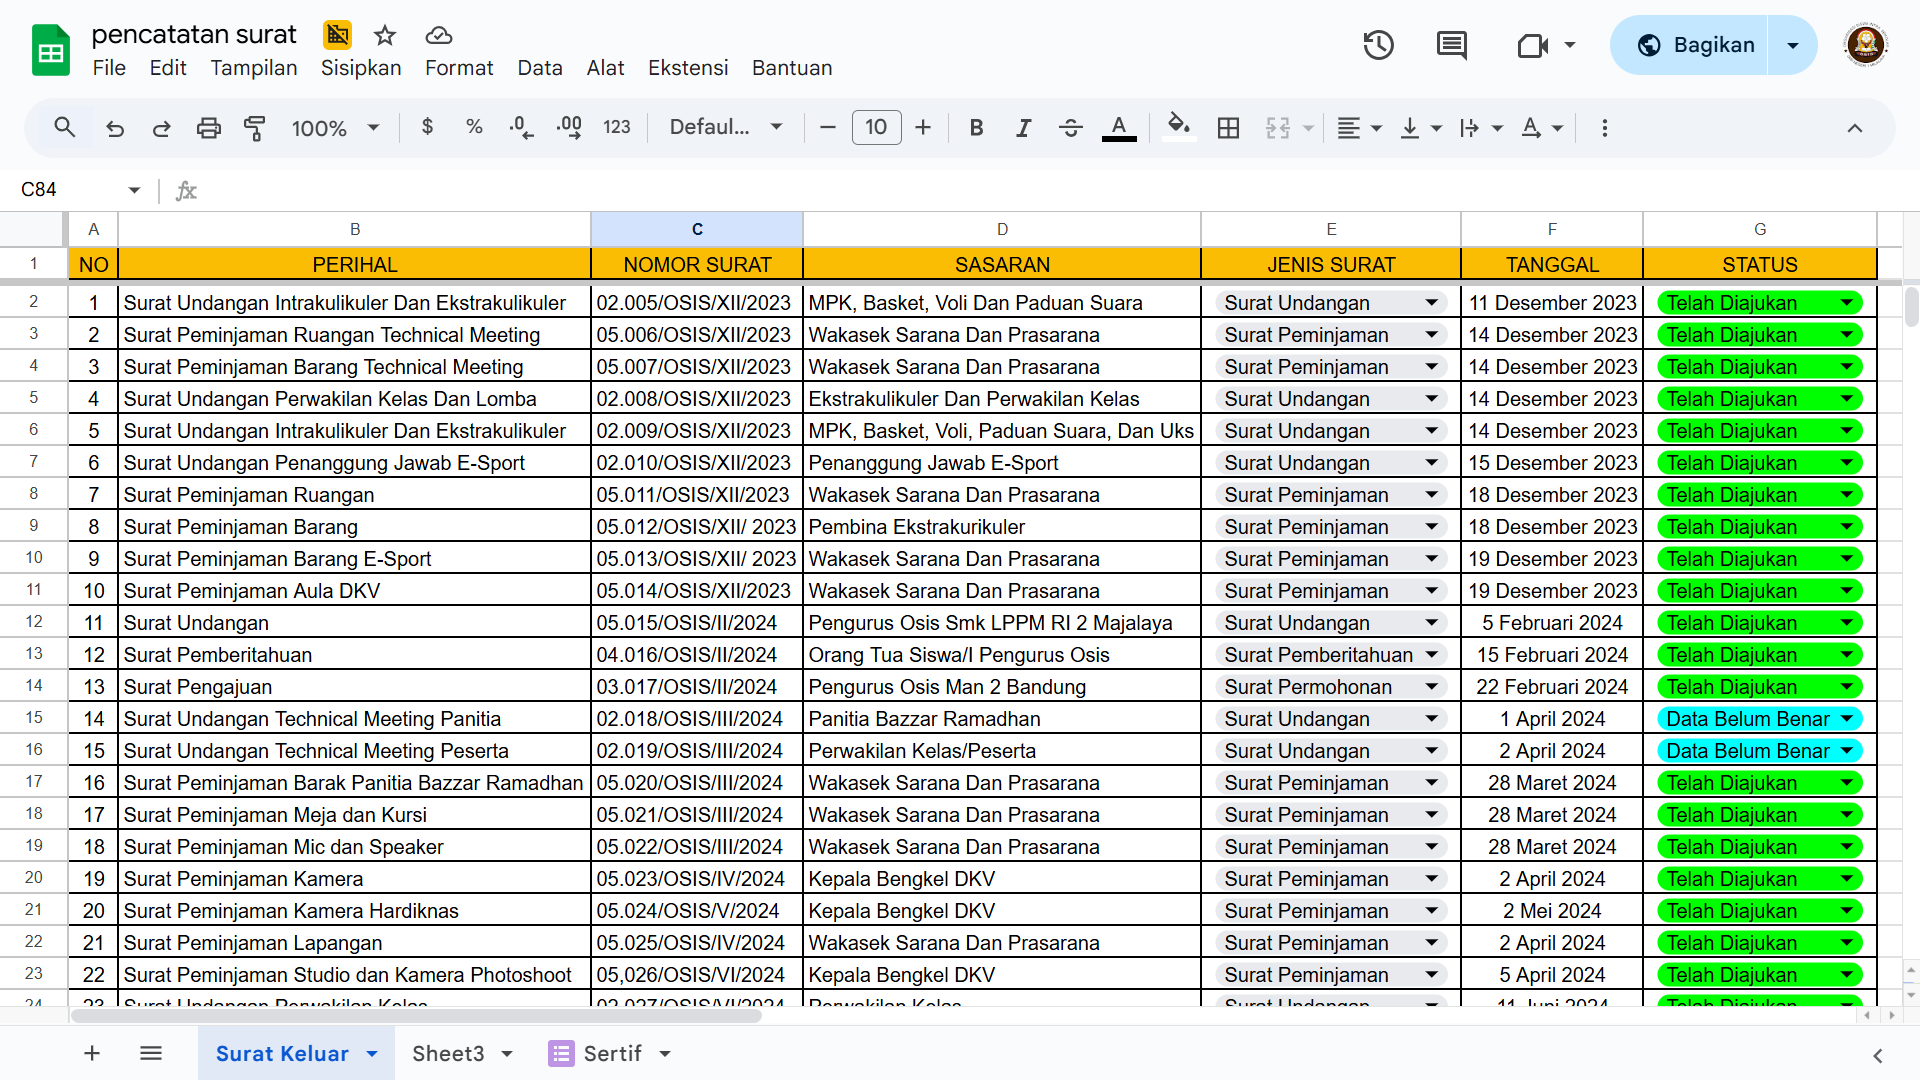 pencatatan surat
File Edit Tampilan Sisipkan Format Data Alat Ekstensi Bantuan
Bagikan
100% $ % .0 .00 123 Defaul... 10 B I A
C84 fx
A B C D E F G
1 NO PERIHAL NOMOR SURAT SASARAN JENIS SURAT TANGGAL STATUS
2 1 Surat Undangan Intrakulikuler Dan Ekstrakulikuler 02.005/OSIS/XII/2023 MPK, Basket, Voli Dan Paduan Suara Surat Undangan 11 Desember 2023 Telah Diajukan
3 2 Surat Peminjaman Ruangan Technical Meeting 05.006/OSIS/XII/2023 Wakasek Sarana Dan Prasarana Surat Peminjaman 14 Desember 2023 Telah Diajukan
4 3 Surat Peminjaman Barang Technical Meeting 05.007/OSIS/XII/2023 Wakasek Sarana Dan Prasarana Surat Peminjaman 14 Desember 2023 Telah Diajukan
5 4 Surat Undangan Perwakilan Kelas Dan Lomba 02.008/OSIS/XII/2023 Ekstrakulikuler Dan Perwakilan Kelas Surat Undangan 14 Desember 2023 Telah Diajukan
6 5 Surat Undangan Intrakulikuler Dan Ekstrakulikuler 02.009/OSIS/XII/2023 MPK, Basket, Voli, Paduan Suara, Dan Uks Surat Undangan 14 Desember 2023 Telah Diajukan
7 6 Surat Undangan Penanggung Jawab E-Sport 02.010/OSIS/XII/2023 Penanggung Jawab E-Sport Surat Undangan 15 Desember 2023 Telah Diajukan
8 7 Surat Peminjaman Ruangan 05.011/OSIS/XII/2023 Wakasek Sarana Dan Prasarana Surat Peminjaman 18 Desember 2023 Telah Diajukan
9 8 Surat Peminjaman Barang 05.012/OSIS/XII/ 2023 Pembina Ekstrakurikuler Surat Peminjaman 18 Desember 2023 Telah Diajukan
10 9 Surat Peminjaman Barang E-Sport 05.013/OSIS/XII/ 2023 Wakasek Sarana Dan Prasarana Surat Peminjaman 19 Desember 2023 Telah Diajukan
11 10 Surat Peminjaman Aula DKV 05.014/OSIS/XII/2023 Wakasek Sarana Dan Prasarana Surat Peminjaman 19 Desember 2023 Telah Diajukan
12 11 Surat Undangan 05.015/OSIS/II/2024 Pengurus Osis Smk LPPM RI 2 Majalaya Surat Undangan 5 Februari 2024 Telah Diajukan
13 12 Surat Pemberitahuan 04.016/OSIS/II/2024 Orang Tua Siswa/I Pengurus Osis Surat Pemberitahuan 15 Februari 2024 Telah Diajukan
14 13 Surat Pengajuan 03.017/OSIS/II/2024 Pengurus Osis Man 2 Bandung Surat Permohonan 22 Februari 2024 Telah Diajukan
15 14 Surat Undangan Technical Meeting Panitia 02.018/OSIS/III/2024 Panitia Bazzar Ramadhan Surat Undangan 1 April 2024 Data Belum Benar
16 15 Surat Undangan Technical Meeting Peserta 02.019/OSIS/III/2024 Perwakilan Kelas/Peserta Surat Undangan 2 April 2024 Data Belum Benar
17 16 Surat Peminjaman Barak Panitia Bazzar Ramadhan 05.020/OSIS/III/2024 Wakasek Sarana Dan Prasarana Surat Peminjaman 28 Maret 2024 Telah Diajukan
18 17 Surat Peminjaman Meja dan Kursi 05.021/OSIS/III/2024 Wakasek Sarana Dan Prasarana Surat Peminjaman 28 Maret 2024 Telah Diajukan
19 18 Surat Peminjaman Mic dan Speaker 05.022/OSIS/III/2024 Wakasek Sarana Dan Prasarana Surat Peminjaman 28 Maret 2024 Telah Diajukan
20 19 Surat Peminjaman Kamera 05.023/OSIS/IV/2024 Kepala Bengkel DKV Surat Peminjaman 2 April 2024 Telah Diajukan
21 20 Surat Peminjaman Kamera Hardiknas 05.024/OSIS/V/2024 Kepala Bengkel DKV Surat Peminjaman 2 Mei 2024 Telah Diajukan
22 21 Surat Peminjaman Lapangan 05.025/OSIS/IV/2024 Wakasek Sarana Dan Prasarana Surat Peminjaman 2 April 2024 Telah Diajukan
23 22 Surat Peminjaman Studio dan Kamera Photoshoot 05,026/OSIS/VI/2024 Kepala Bengkel DKV Surat Peminjaman 5 April 2024 Telah Diajukan
24 23 Surat Undangan Perwakilan Kelas 02.027/OSIS/VI/2024 Perwakilan Kelas Surat Undangan 11 Juni 2024 Telah Diajukan
Surat Keluar Sheet3 Sertif